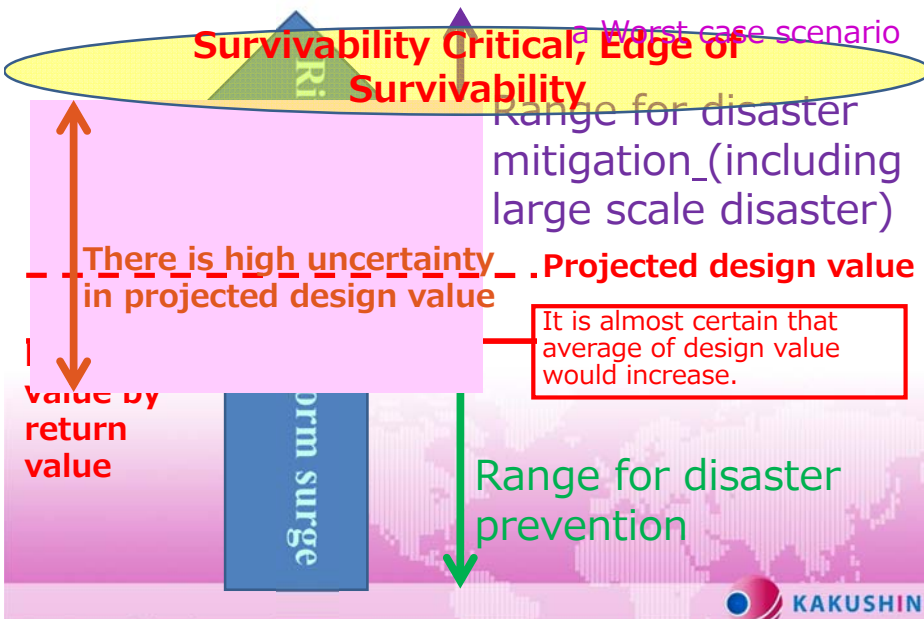 a Worst case scenario
Survivability Critical, Edge of
Survivability
Range for disaster
mitigation (including
large scale disaster)
There is high uncertainty
in projected design value
Projected design value
It is almost certain that
average of design value
would increase.
value by
return
value
surge
Range for disaster
prevention
KAKUSHIN